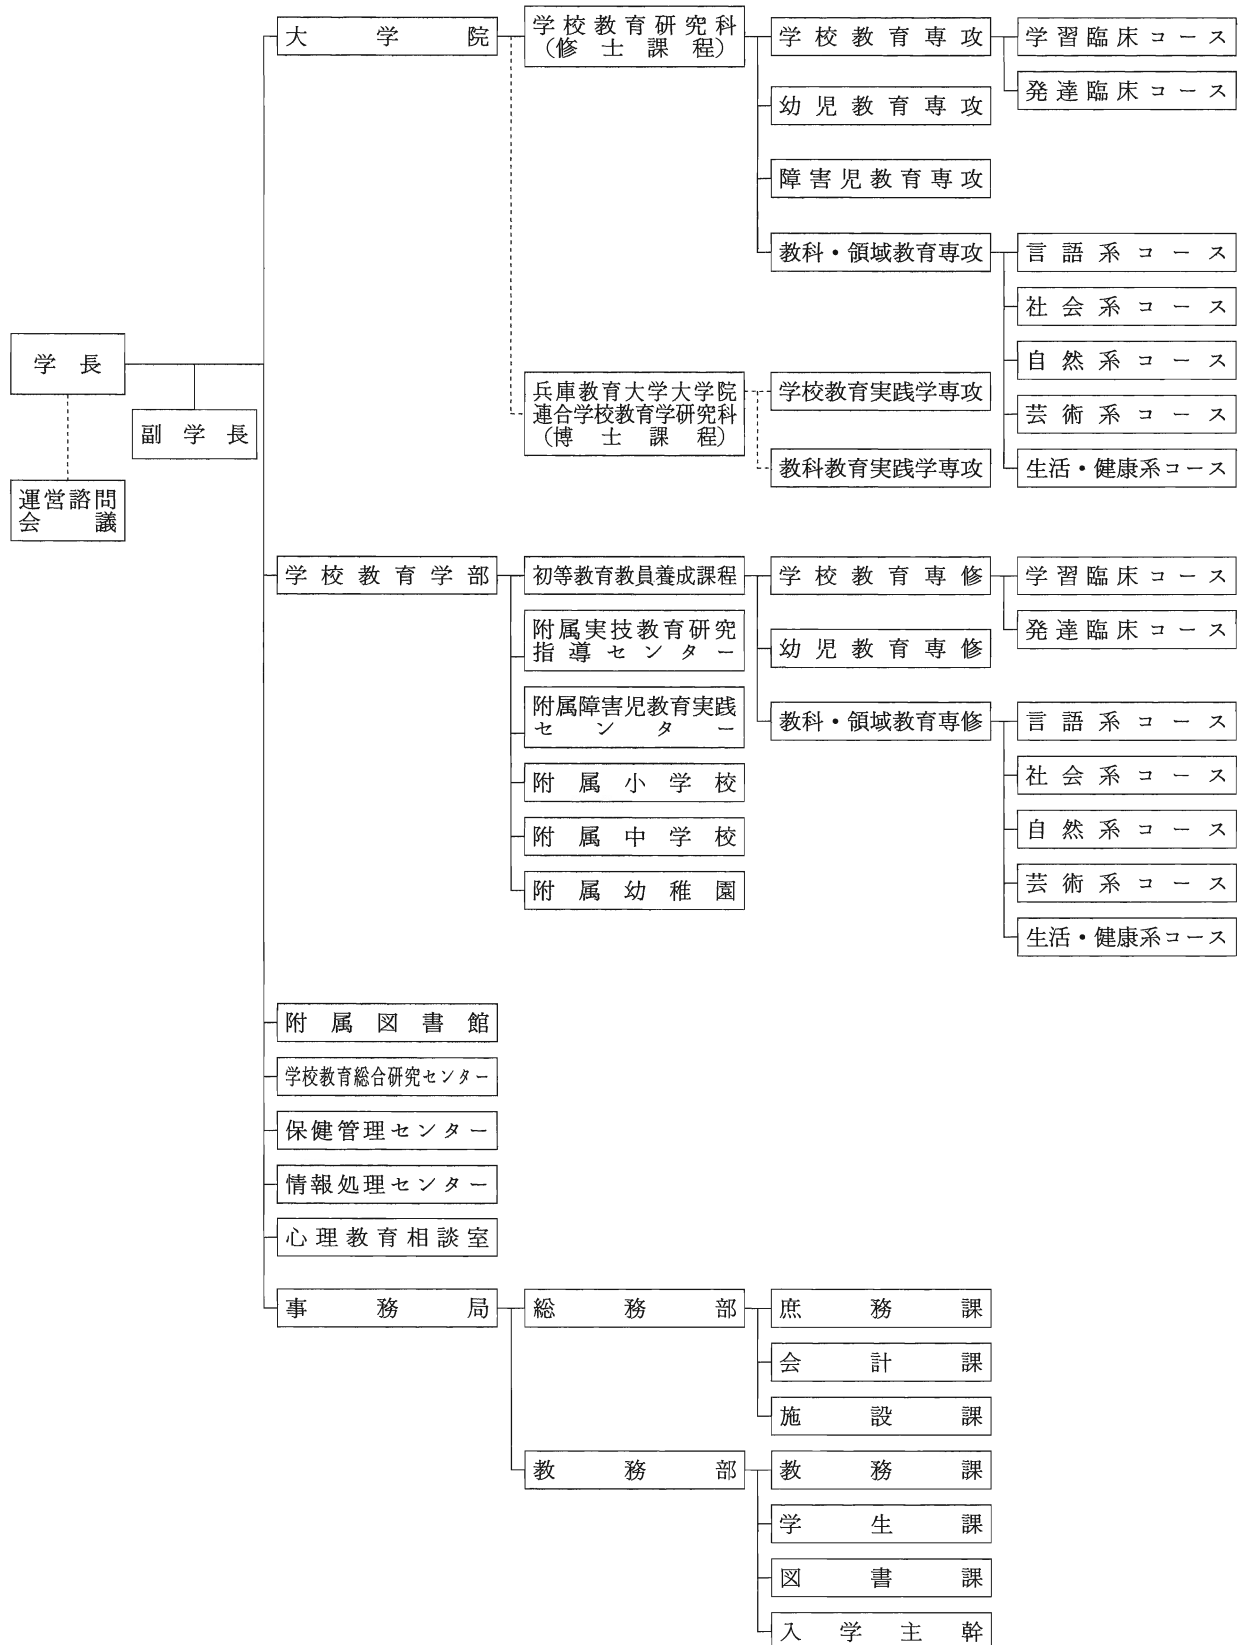 学長
副学長
運営諮問
会議
大学院
学校教育研究科
(修士課程)
学校教育専攻
学習臨床コース
発達臨床コース
幼児教育専攻
障害児教育専攻
教科・領域教育専攻
言語系コース
社会系コース
自然系コース
芸術系コース
生活・健康系コース
兵庫教育大学大学院
連合学校教育学研究科
(博士課程)
学校教育実践学専攻
教科教育実践学専攻
学校教育学部
初等教育教員養成課程
学校教育専修
学習臨床コース
発達臨床コース
幼児教育専修
教科・領域教育専修
言語系コース
社会系コース
自然系コース
芸術系コース
生活・健康系コース
附属実技教育研究
指導センター
附属障害児教育実践
センター
附属小学校
附属中学校
附属幼稚園
附属図書館
学校教育総合研究センター
保健管理センター
情報処理センター
心理教育相談室
事務局
総務部
庶務課
会計課
施設課
教務部
教務課
学生課
図書課
入学主幹